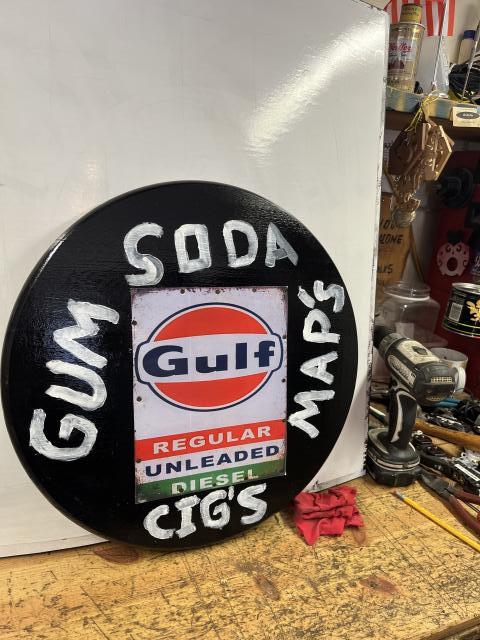 SODA
GUM
MAP'S
Gulf
REGULAR
UNLEADED
DIESEL
CIG'S